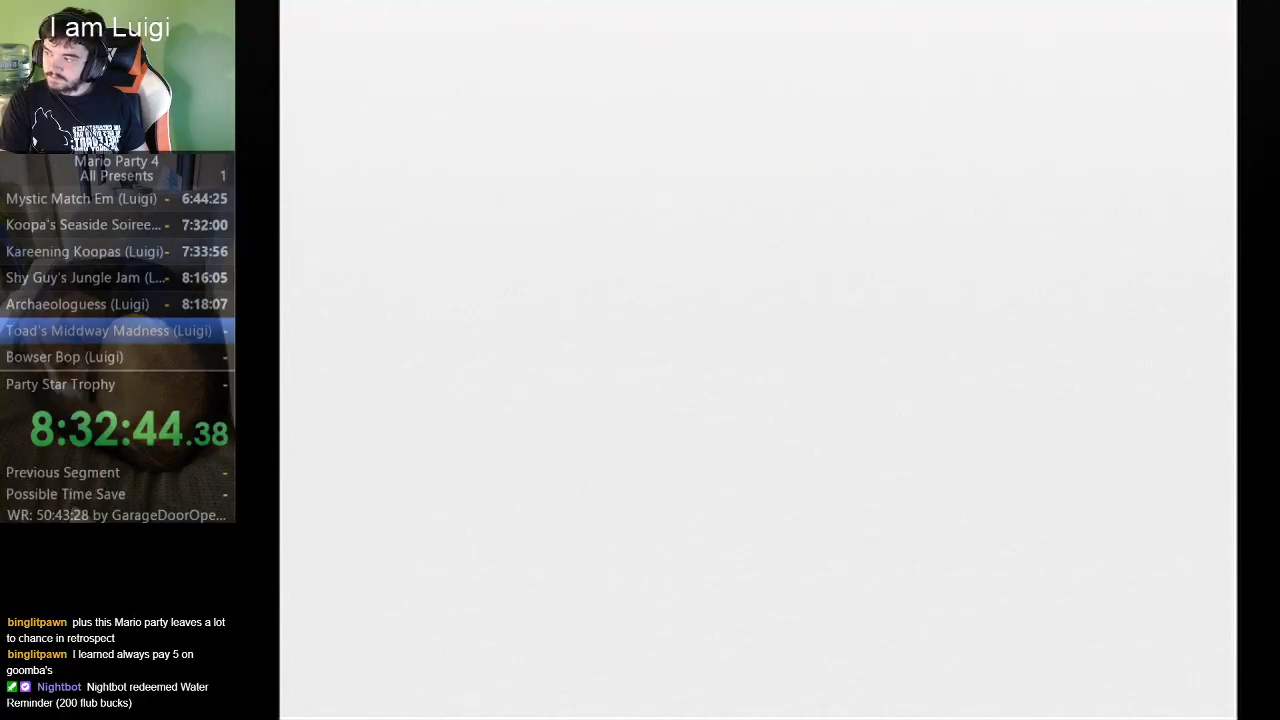 I am Luigi
Mario Party 4
All Presents 1
Mystic Match Em (Luigi) - 6:44:25
Koopa's Seaside Soiree... - 7:32:00
Kareening Koopas (Luigi) - 7:33:56
Shy Guy's Jungle Jam (L... - 8:16:05
Archaeologuess (Luigi) - 8:18:07
Toad's Middway Madness (Luigi) -
Bowser Bop (Luigi) -
Party Star Trophy -
8:32:44.38
Previous Segment -
Possible Time Save -
WR: 50:43:28 by GarageDoorOpe...
binglitpawn plus this Mario party leaves a lot
to chance in retrospect
binglitpawn I learned always pay 5 on
goomba's
Nightbot Nightbot redeemed Water
Reminder (200 flub bucks)